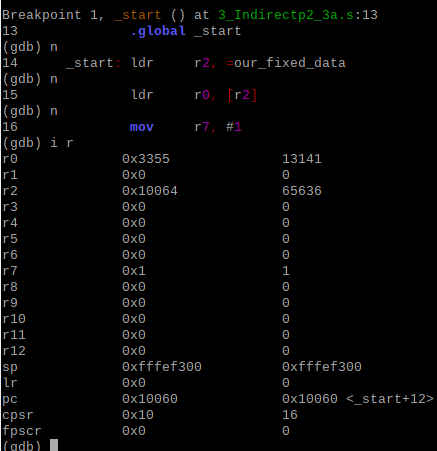 Breakpoint 1, _start () at 3_Indirectp2_3a.s:13
13 .global _start
(gdb) n
14 _start: ldr r2, =our_fixed_data
(gdb) n
15 ldr r0, [r2]
(gdb) n
16 mov r7, #1
(gdb) i r
r0 0x3355 13141
r1 0x0 0
r2 0x10064 65636
r3 0x0 0
r4 0x0 0
r5 0x0 0
r6 0x0 0
r7 0x1 1
r8 0x0 0
r9 0x0 0
r10 0x0 0
r11 0x0 0
r12 0x0 0
sp 0xfffef300 0xfffef300
lr 0x0 0
pc 0x10060 0x10060 <_start+12>
cpsr 0x10 16
fpscr 0x0 0
(gdb)